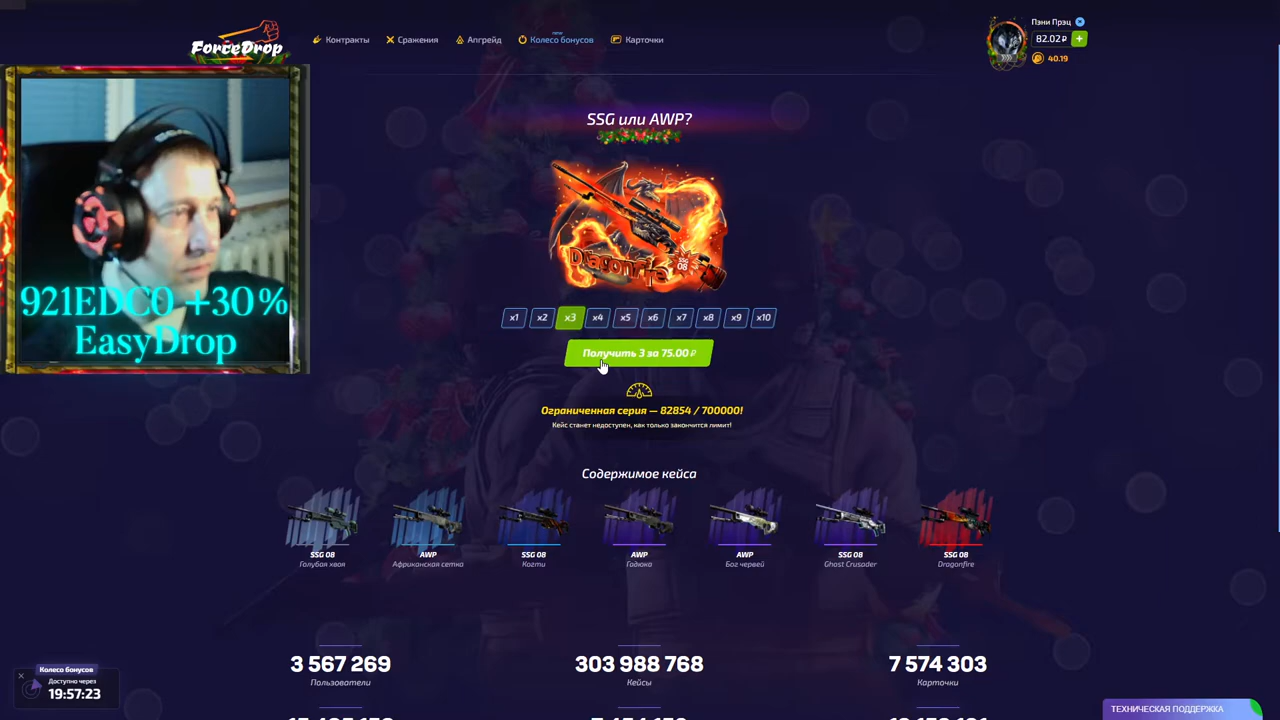 ForceDrop
Контракты
Сражения
Апгрейд
new
Колесо бонусов
Карточки
Пэни Прэц
82.02₽
+
40.19
921EDC0 +30%
EasyDrop
SSG или AWP?
Dragonfire
SSG
08
x1
x2
x3
x4
x5
x6
x7
x8
x9
x10
Получить 3 за 75.00₽
Ограниченная серия — 82854 / 700000!
Кейс станет недоступен, как только закончится лимит!
Содержимое кейса
SSG 08
Голубая хвоя
AWP
Африканская сетка
SSG 08
Когти
AWP
Гадюка
AWP
Бог червей
SSG 08
Ghost Crusader
SSG 08
Dragonfire
3 567 269
Пользователи
303 988 768
Кейсы
7 574 303
Карточки
Колесо бонусов
Доступно через
19:57:23
ТЕХНИЧЕСКАЯ ПОДДЕРЖКА